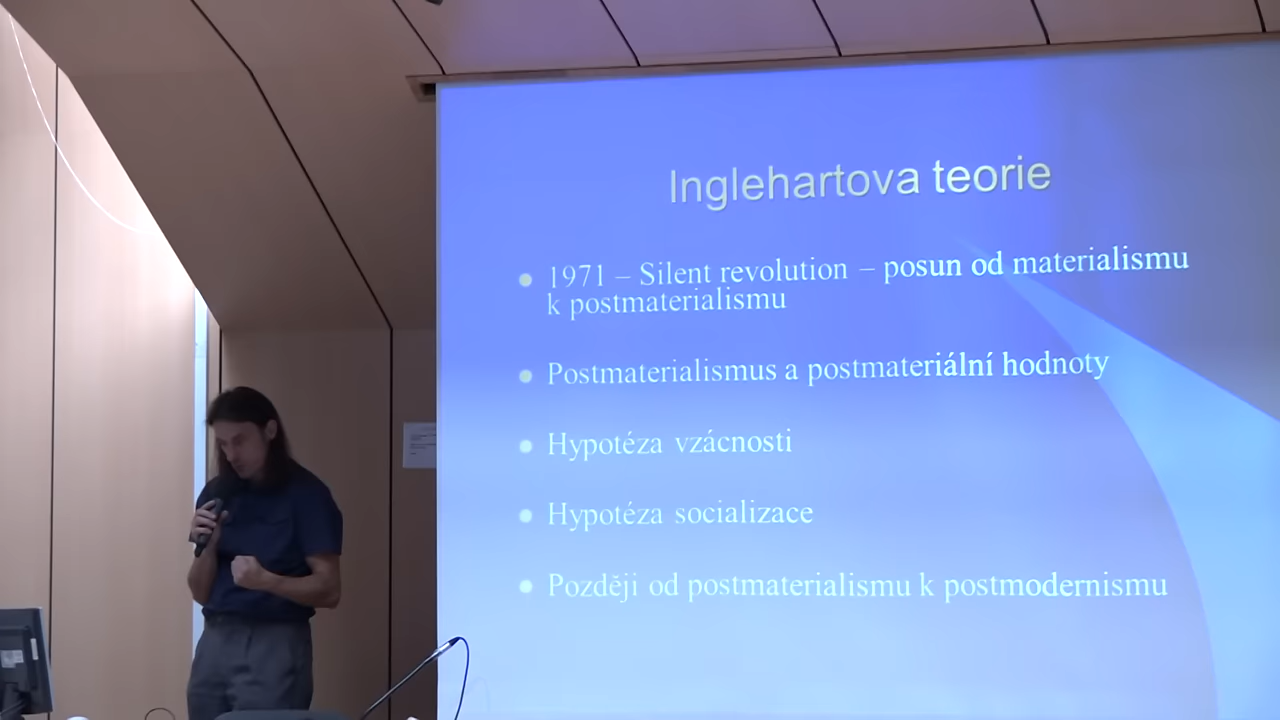 Inglehartova teorie
1971 – Silent revolution – posun od materialismu
k postmaterialismu
Postmaterialismus a postmateriální hodnoty
Hypotéza vzácnosti
Hypotéza socializace
Později od postmaterialismu k postmodernismu